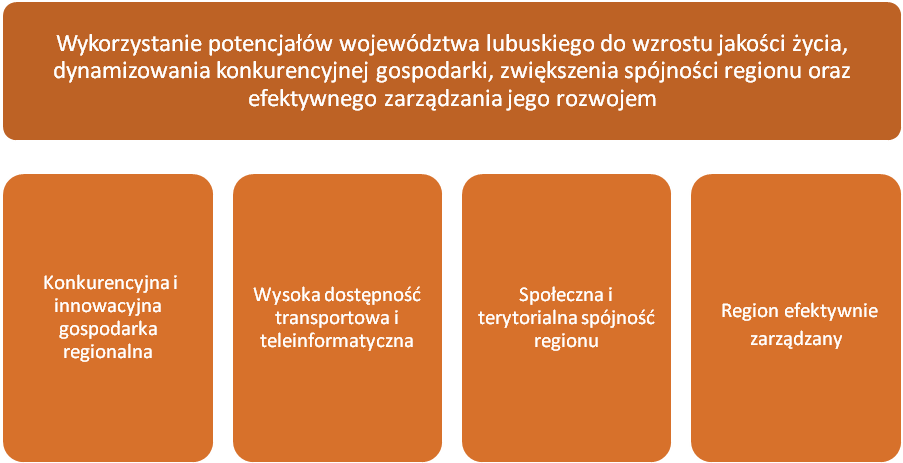 Wykorzystanie potencjałów województwa lubuskiego do wzrostu jakości życia,
dynamizowania konkurencyjnej gospodarki, zwiększenia spójności regionu oraz
efektywnego zarządzania jego rozwojem
Konkurencyjna i
innowacyjna
gospodarka
regionalna
Wysoka dostępność
transportowa i
teleinformatyczna
Społeczna i
terytorialna spójność
regionu
Region efektywnie
zarządzany